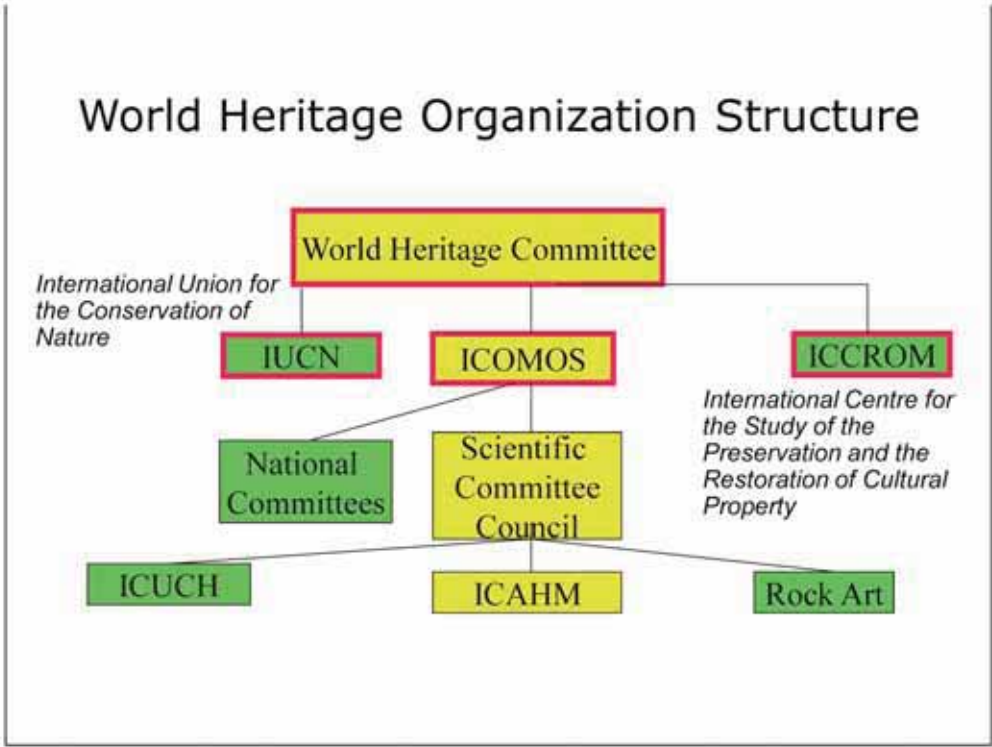 World Heritage Organization Structure
World Heritage Committee
International Union for
the Conservation of
Nature
IUCN
ICOMOS
ICCROM
International Centre for
the Study of the
Preservation and the
Restoration of Cultural
Property
National
Committees
Scientific
Committee
Council
ICUCH
ICAHM
Rock Art